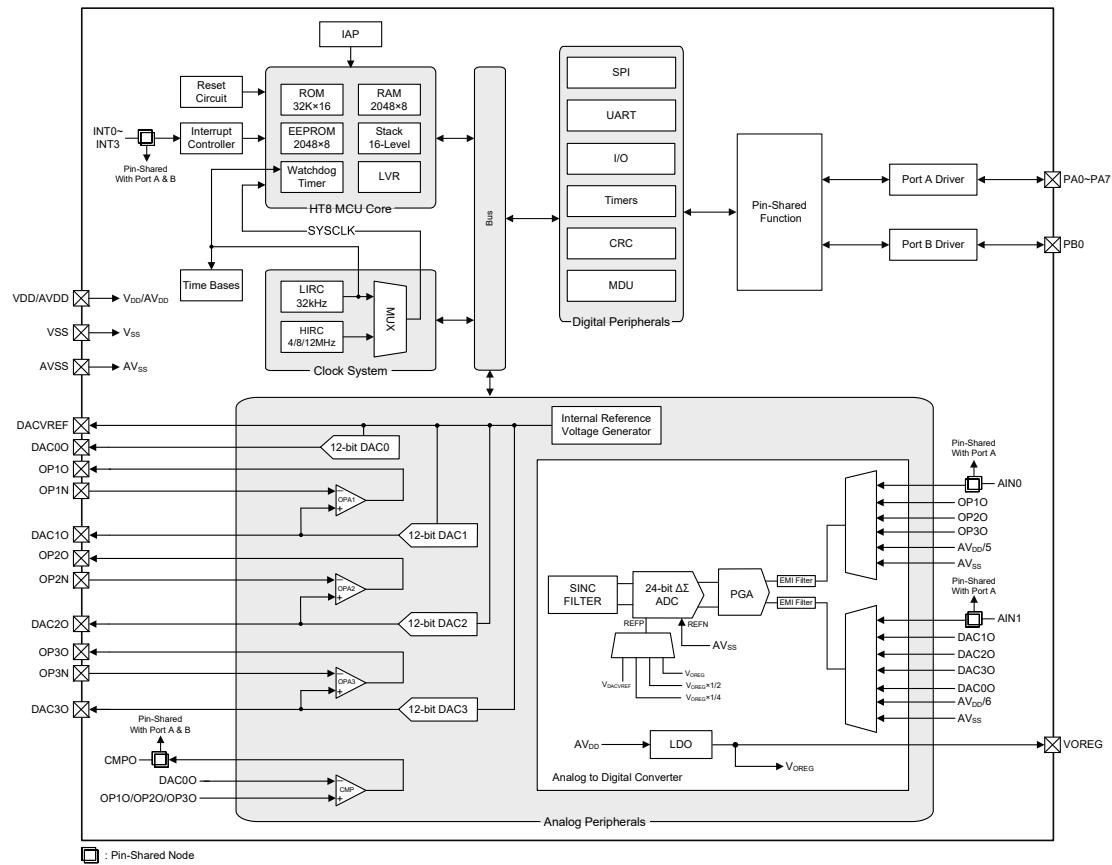 IAP
Reset
Circuit
ROM
32K×16
RAM
2048×8
INT0~
INT3
Interrupt
Controller
EEPROM
2048×8
Stack
16-Level
Pin-Shared
With Port A & B
Watchdog
Timer
LVR
HT8 MCU Core
SYSCLK
Time Bases
LIRC
32kHz
HIRC
4/8/12MHz
MUX
Clock System
Bus
SPI
UART
I/O
Timers
CRC
MDU
Digital Peripherals
Pin-Shared
Function
Port A Driver
PA0~PA7
Port B Driver
PB0
VDD/AVDD
VDD/AVDD
VSS
VSS
AVSS
AVSS
DACVREF
Internal Reference
Voltage Generator
DAC0O
12-bit DAC0
OP1O
OP1N
OPA1
DAC1O
12-bit DAC1
OP2O
OP2N
OPA2
DAC2O
12-bit DAC2
OP3O
OP3N
OPA3
DAC3O
12-bit DAC3
Pin-Shared
With Port A & B
CMPO
DAC0O
CMP
OP1O/OP2O/OP3O
SINC
FILTER
24-bit ΔΣ
ADC
PGA
EMI Filter
EMI Filter
REFP
REFN
AVSS
VDACVREF
VOREG
VOREG×1/2
VOREG×1/4
Pin-Shared
With Port A
AIN0
OP1O
OP2O
OP3O
AVDD/5
AVSS
Pin-Shared
With Port A
AIN1
DAC1O
DAC2O
DAC3O
DAC0O
AVDD/6
AVSS
AVDD
LDO
VOREG
VOREG
Analog to Digital Converter
Analog Peripherals
: Pin-Shared Node